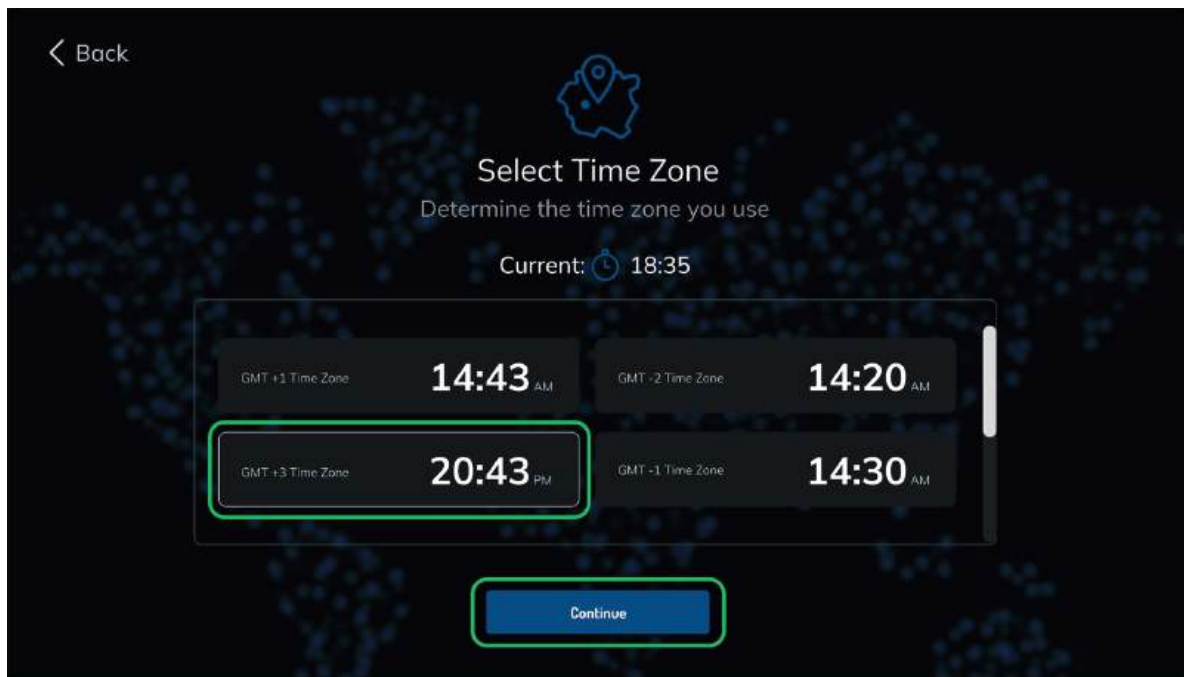 Back
Select Time Zone
Determine the time zone you use
Current: 18:35
GMT +1 Time Zone 14:43 AM
GMT -2 Time Zone 14:20 AM
GMT +3 Time Zone 20:43 PM
GMT -1 Time Zone 14:30 AM
Continue